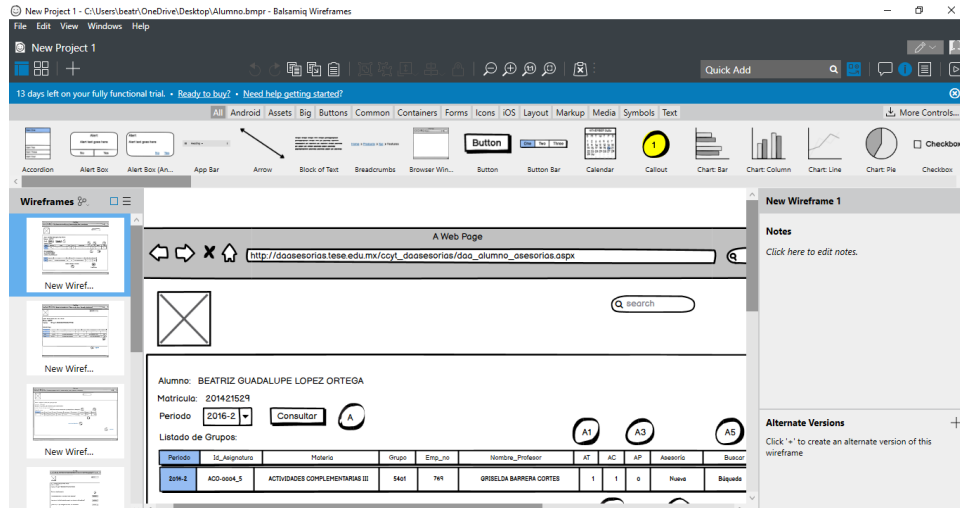 New Project 1 - C:\Users\beatr\OneDrive\Desktop\Alumno.bmpr - Balsamiq Wireframes
File Edit View Windows Help
New Project 1
Quick Add
13 days left on your fully functional trial. • Ready to buy? • Need help getting started?
All Android Assets Big Buttons Common Containers Forms Icons iOS Layout Markup Media Symbols Text
More Controls...
Button
One Two Three
1
Checkbox
Accordion Alert Box Alert Box (An... App Bar Arrow Block of Text Breadcrumbs Browser Win... Button Button Bar Calendar Callout Chart: Bar Chart: Column Chart: Line Chart: Pie Checkbox
Wireframes
New Wireframe 1
Notes
Click here to edit notes.
New Wiref...
New Wiref...
New Wiref...
A Web Page
http://daasesorias.tese.edu.mx/ccyt_daasesorias/daa_alumno_asesorias.aspx
search
Alumno: BEATRIZ GUADALUPE LOPEZ ORTEGA
Matricula: 201421529
Periodo 2016-2 Consultar A
Listado de Grupos: A1 A3 A5
Periodo Id_Asignatura Materia Grupo Emp_no Nombre_Profesor AT AC AP Asesoria Buscar
2014-2 ACO-0004_5 ACTIVIDADES COMPLEMENTARIAS III 5401 769 GRISELDA BARRERA CORTES 1 1 0 Nueva Búsqueda
Alternate Versions
Click '+' to create an alternate version of this
wireframe